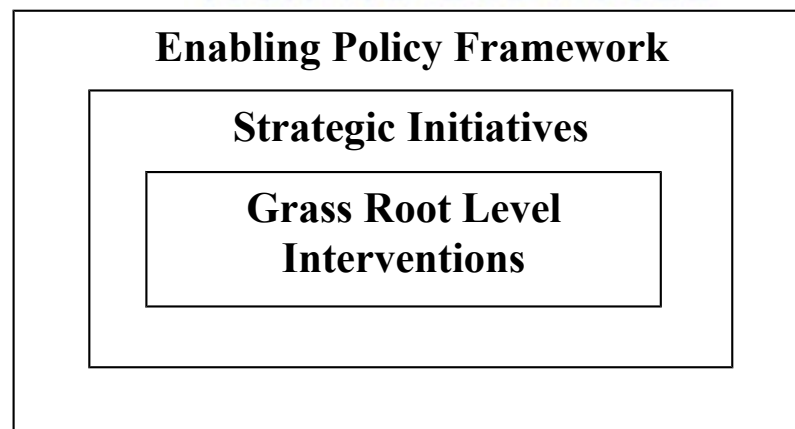 Enabling Policy Framework
Strategic Initiatives
Grass Root Level
Interventions